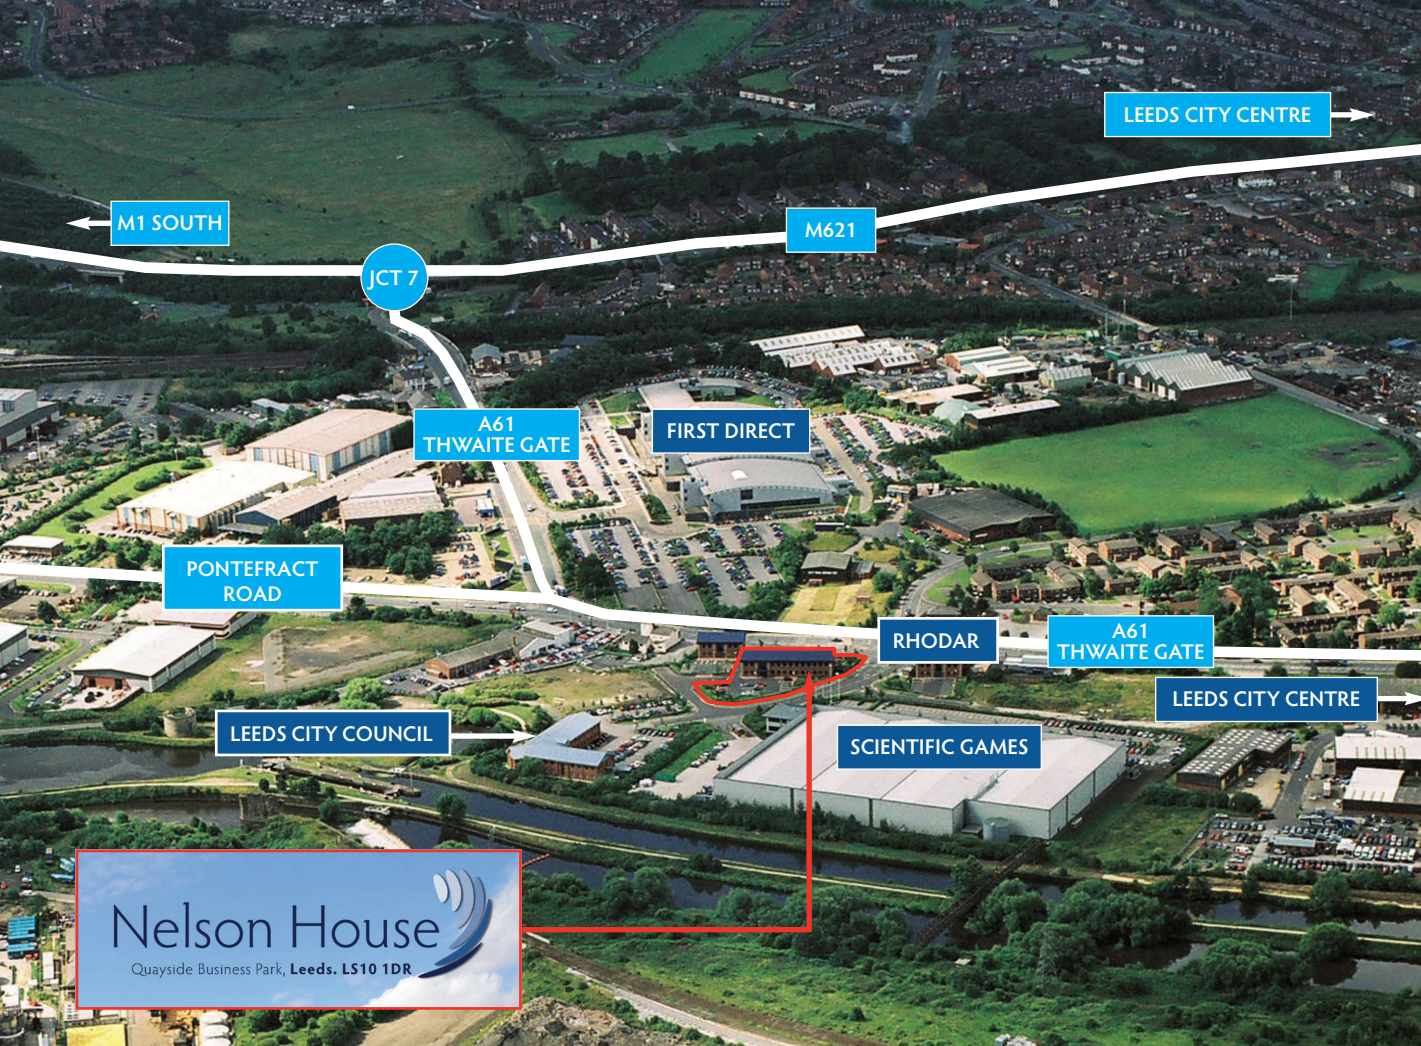 LEEDS CITY CENTRE
M1 SOUTH
M621
JCT 7
A61
THWAITE GATE
FIRST DIRECT
PONTEFRACT
ROAD
RHODAR
A61
THWAITE GATE
LEEDS CITY CENTRE
LEEDS CITY COUNCIL
SCIENTIFIC GAMES
Nelson House
Quayside Business Park, Leeds. LS10 1DR